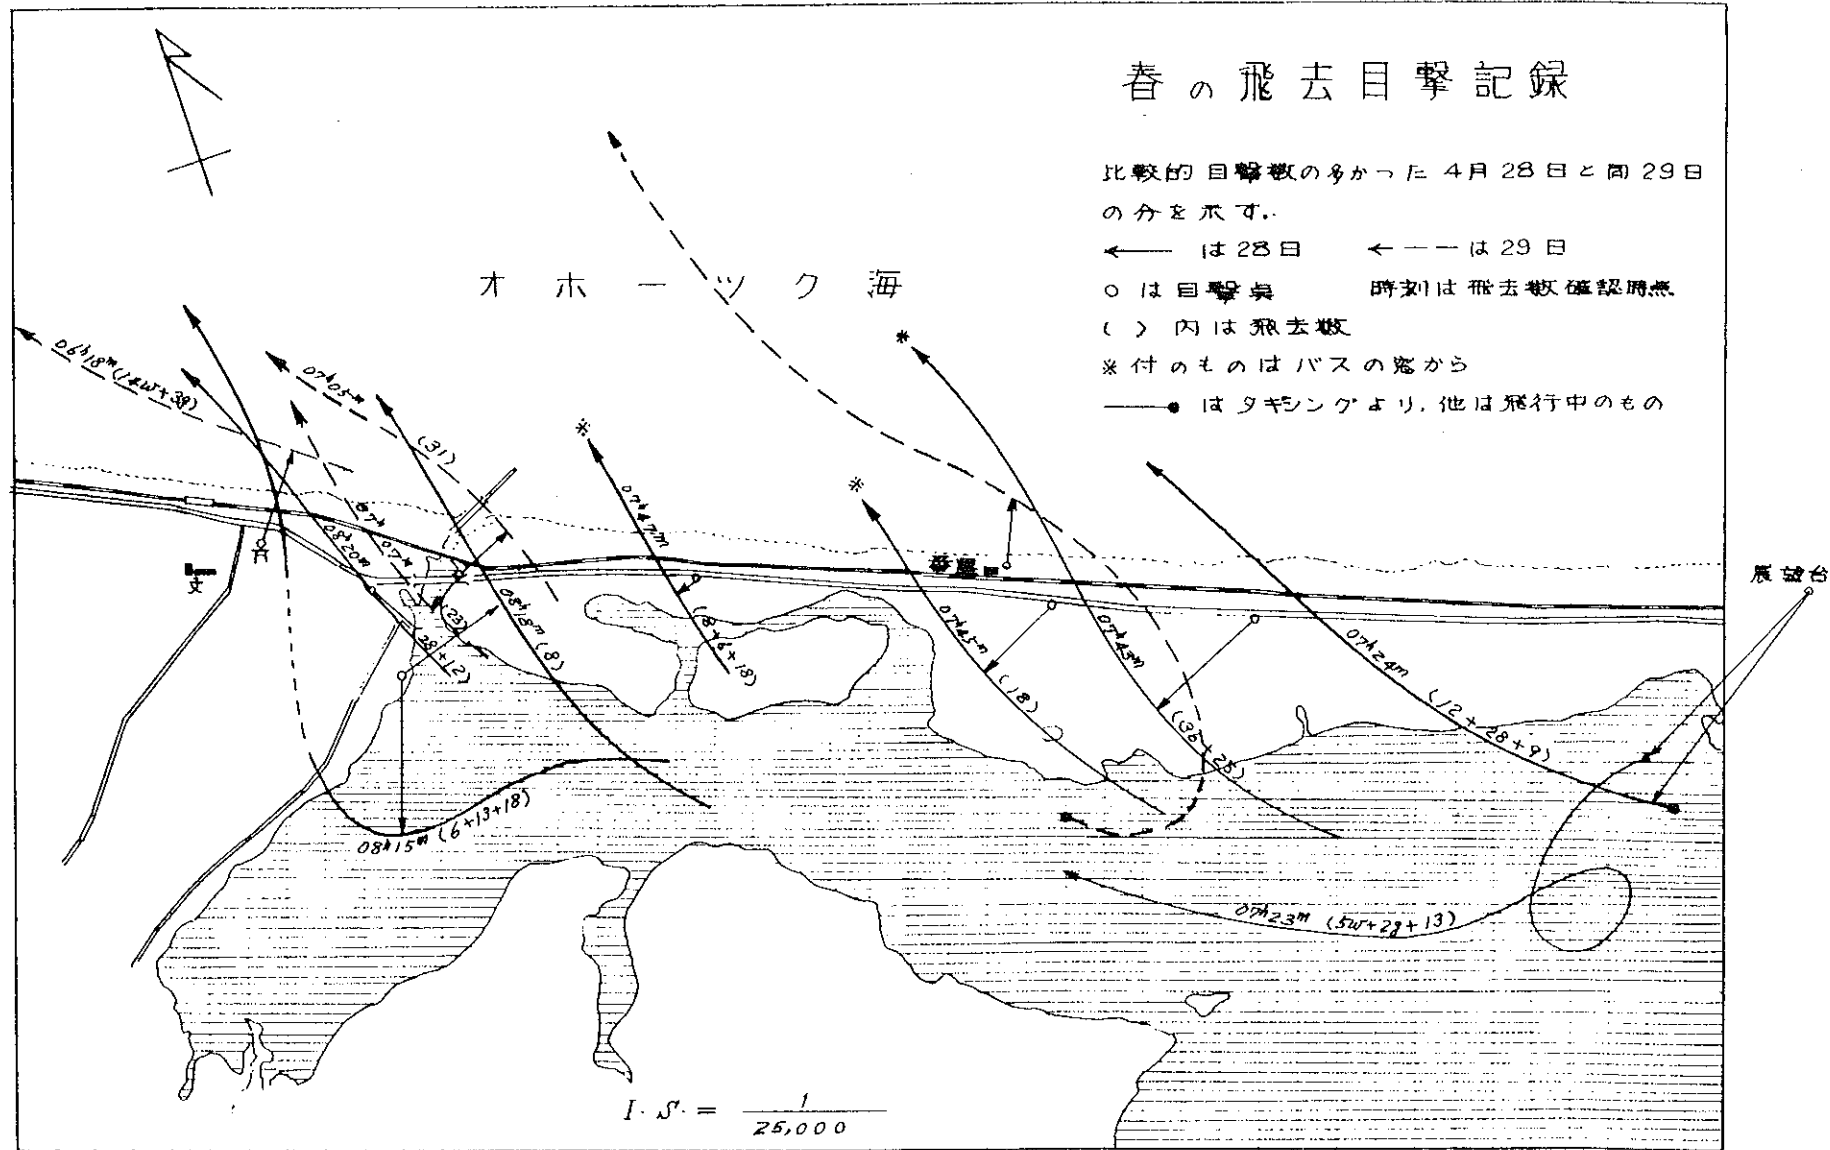 春の飛去目撃記録
比較的目撃数の多かった4月28日と同29日
の分を示す.
← は28日 ←--は29日
○は目撃点 時刻は飛去数確認時点
( )内は飛去数
※付のものはバスの窓から
──●はタキシングより,他は飛行中のもの
オホーツク海
06h18m(14w+38)
07h05m
(31)
07h07m
(23)
08h20m
(28+12)
08h18m(8)
※
07h47m
(8+6+18)
※
07h45m
(18)
※
07h43m
(36+25)
07h24m
(12+28+9)
番屋
展望台
文
08h15m(6+13+18)
07h23m (5w+28+13)
I.S.= 1
25,000